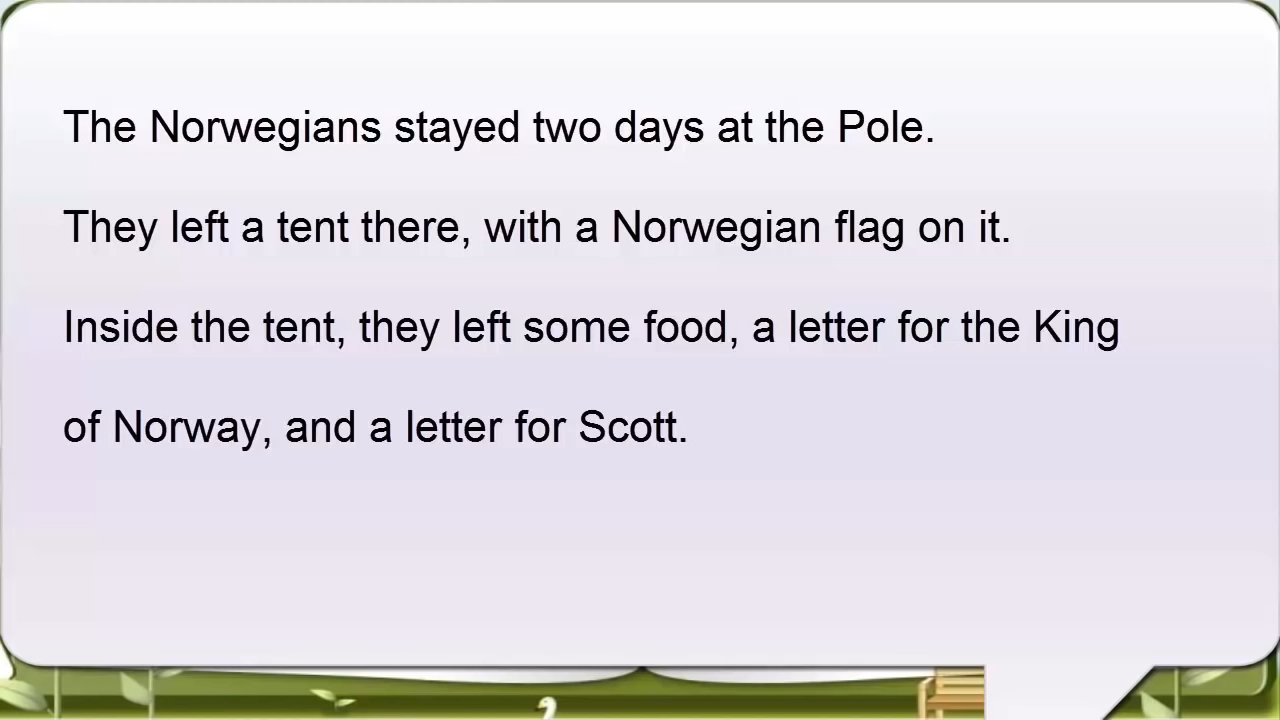 The Norwegians stayed two days at the Pole.
They left a tent there, with a Norwegian flag on it.
Inside the tent, they left some food, a letter for the King
of Norway, and a letter for Scott.